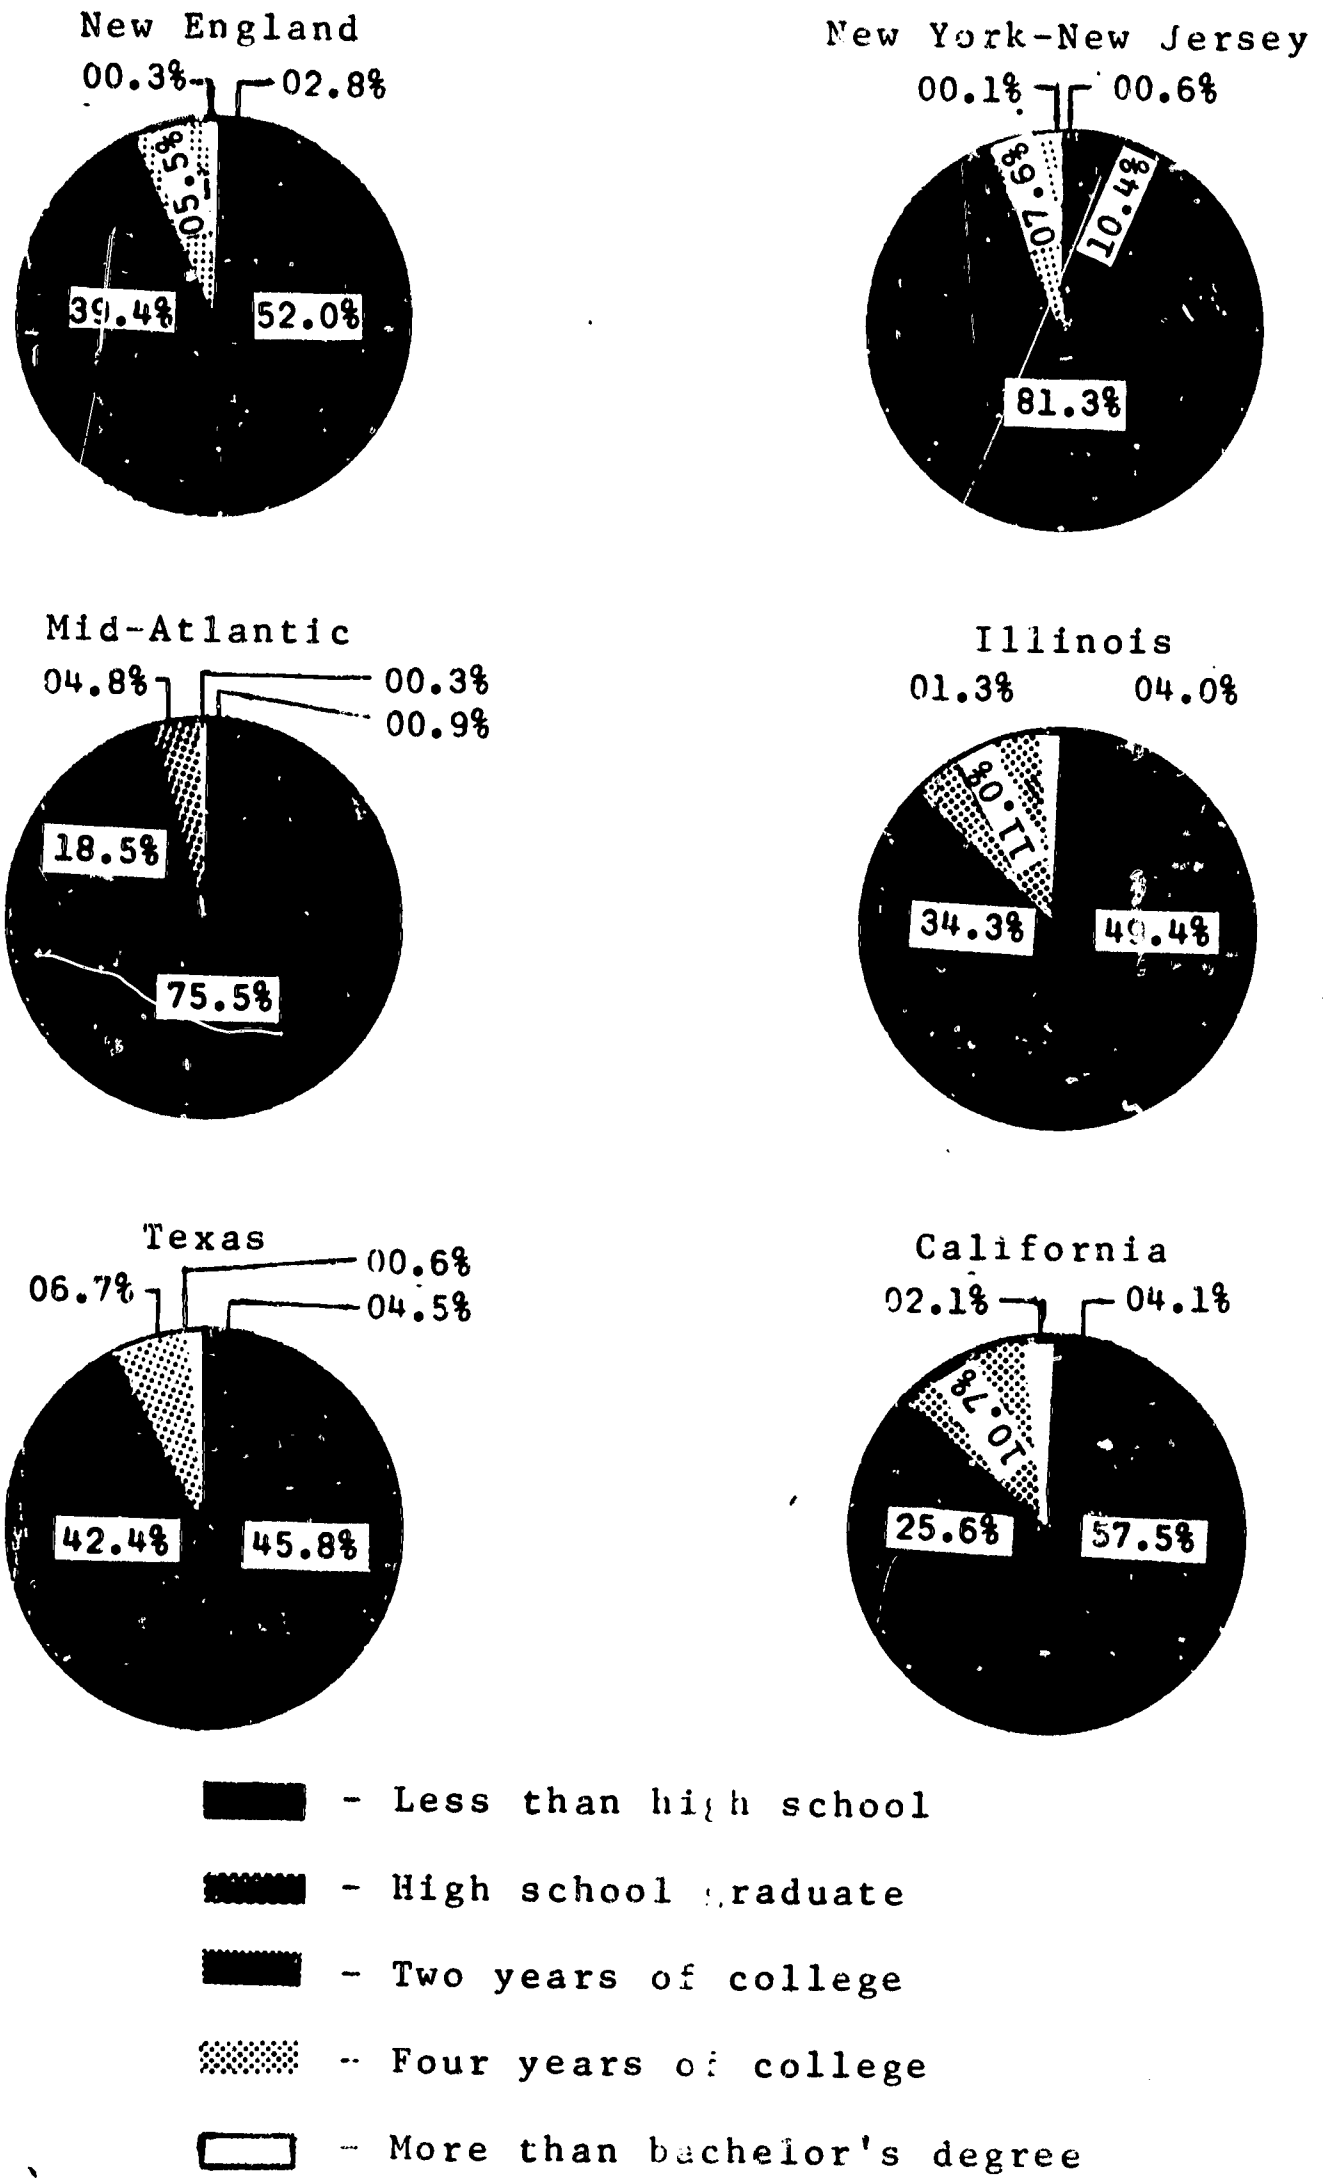 New England
00.3% 02.8%
05.5%
39.4% 52.0%
New York-New Jersey
00.1% 00.6%
07.6% 10.4%
81.3%
Mid-Atlantic
04.8% 00.3%
00.9%
18.5%
75.5%
Illinois
01.3% 04.0%
11.0%
34.3% 49.4%
Texas
00.6%
06.7%
04.5%
42.4% 45.8%
California
02.1% 04.1%
10.7%
25.6% 57.5%
- Less than high school
- High school graduate
- Two years of college
- Four years of college
- More than bachelor's degree